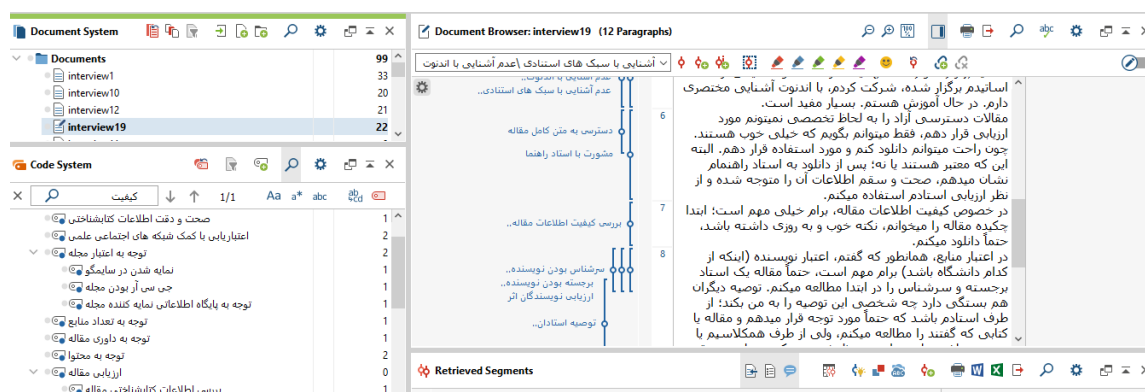 Document System
Documents 99
interview1 33
interview10 20
interview12 21
interview19 22
Code System
کیفیت
1/1
Aa a* abc
صحت و دقت اطلاعات کتابشناختی 1
اعتباریابی با کمک شبکه های اجتماعی علمی 2
توجه به اعتبار مجله 2
نمایه شدن در سایمگو 1
جی سی آر بودن مجله 1
توجه به پایگاه اطلاعاتی نمایه کننده مجله 1
توجه به تعداد منابع 1
توجه به داوری مقاله 1
توجه به محتوا 2
ارزیابی مقاله 0
Document Browser: interview19 (12 Paragraphs)
آشنایی با سبک های استنادی \عدم آشنایی با اندنوت
عدم آشنایی با سبک های استنادی..
6
دسترسی به متن کامل مقاله
مشورت با استاد راهنما
7
بررسی کیفیت اطلاعات مقاله..
8
سرشناس بودن نویسنده..
برجسته بودن نویسنده..
ارزیابی نویسندگان اثر
توصیه استادان..
اساتیدم برگزار شده، شرکت کردم، با اندنوت آشنایی مختصری
دارم. در حال آموزش هستم. بسیار مفید است.
مقالات دسترسی آزاد را به لحاظ تخصصی نمیتونم مورد
ارزیابی قرار دهم، فقط میتوانم بگویم که خیلی خوب هستند.
چون راحت میتوانم دانلود کنم و مورد استفاده قرار دهم. البته
این که معتبر هستند یا نه؛ پس از دانلود به استاد راهنمام
نشان میدهم، صحت و سقم اطلاعات آن را متوجه شده و از
نظر ارزیابی استادم استفاده میکنم.
در خصوص کیفیت اطلاعات مقاله، برام خیلی مهم است؛ ابتدا
چکیده مقاله را میخوانم، نکته خوب و به روزی داشته باشد،
حتماً دانلود میکنم.
در اعتبار منابع، همانطور که گفتم، اعتبار نویسنده (اینکه از
کدام دانشگاه باشد) برام مهم است، حتماً مقاله یک استاد
برجسته و سرشناس را در ابتدا مطالعه میکنم. توصیه دیگران
هم بستگی دارد چه شخصی این توصیه را به من بکند؛ از
طرف استادم باشد که حتماً مورد توجه قرار میدهم و مقاله یا
کتابی که گفتند را مطالعه میکنم، ولی از طرف همکلاسیم یا
Retrieved Segments